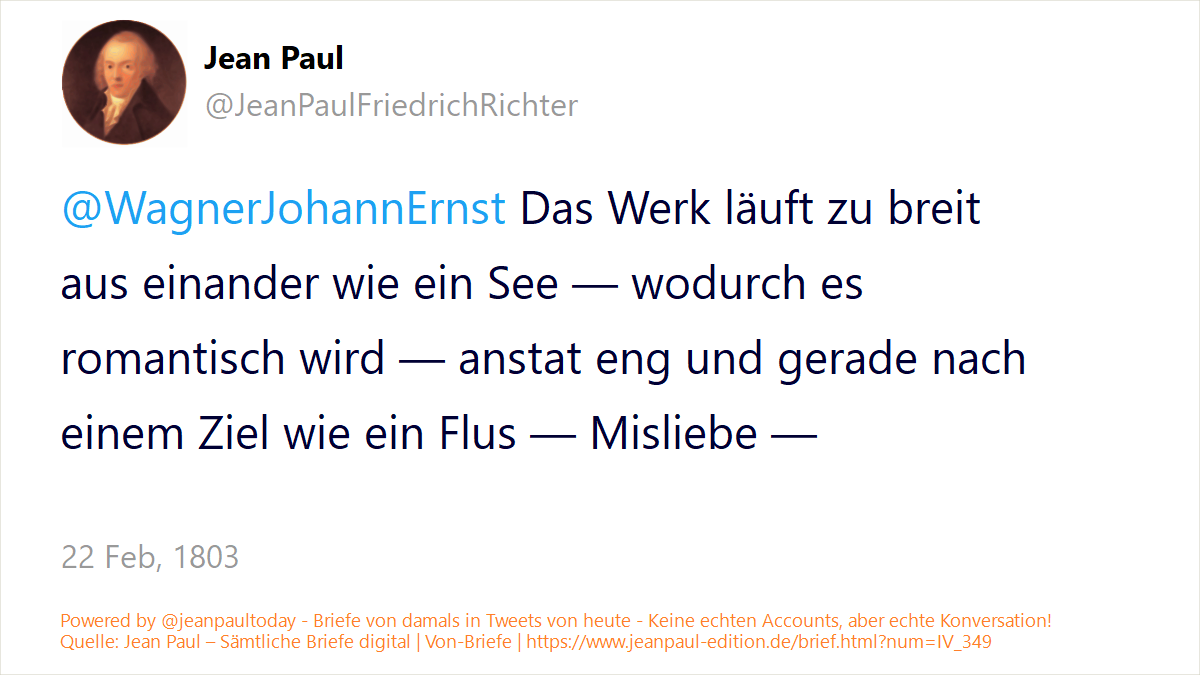 Jean Paul
@JeanPaulFriedrichRichter
@WagnerJohannErnst Das Werk läuft zu breit
aus einander wie ein See — wodurch es
romantisch wird — anstat eng und gerade nach
einem Ziel wie ein Flus — Misliebe —
22 Feb, 1803
Powered by @jeanpaultoday - Briefe von damals in Tweets von heute - Keine echten Accounts, aber echte Konversation!
Quelle: Jean Paul – Sämtliche Briefe digital | Von-Briefe | https://www.jeanpaul-edition.de/brief.html?num=IV_349